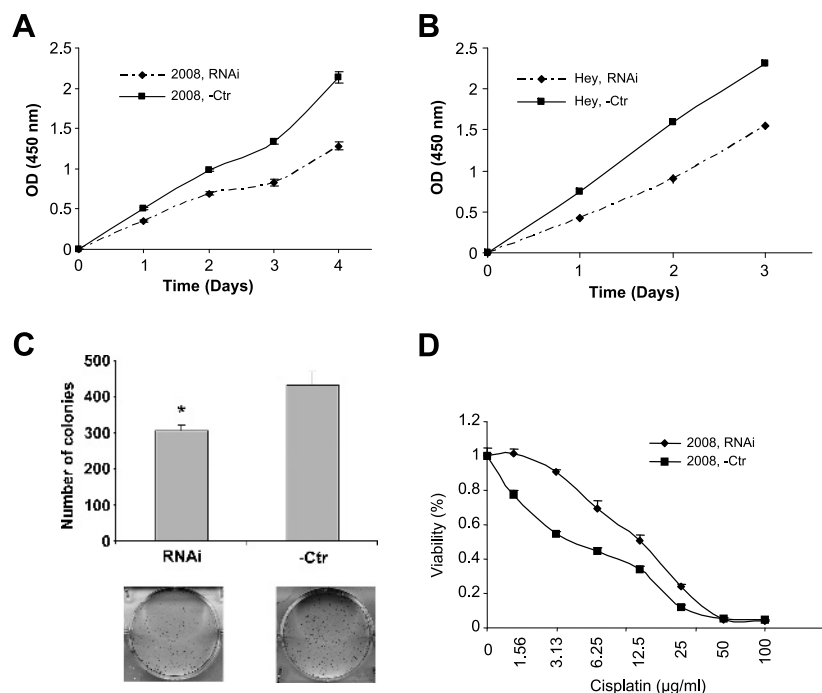 A
2008, RNAi
2008, -Ctr
OD (450 nm)
2.5
2
1.5
1
0.5
0
0 1 2 3 4
Time (Days)
B
Hey, RNAi
Hey, -Ctr
OD (450 nm)
2.5
2
1.5
1
0.5
0
0 1 2 3
Time (Days)
C
Number of colonies
500
400
300
200
100
0
*
RNAi -Ctr
D
2008, RNAi
2008, -Ctr
Viability (%)
1.2
1
0.8
0.6
0.4
0.2
0
0 1.56 3.13 6.25 12.5 25 50 100
Cisplatin (μg/ml)